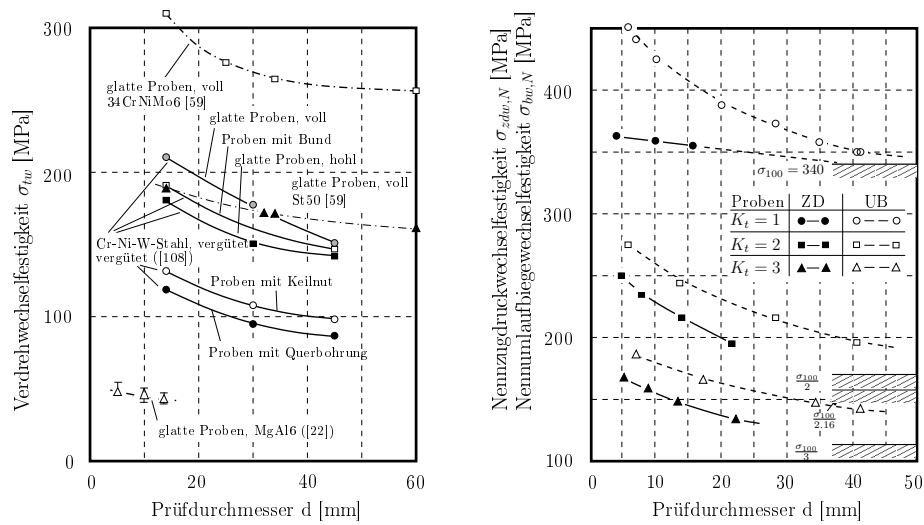 Verdrehwechselfestigkeit σ_tw [MPa]
300
200
100
0
glatte Proben, voll
34CrNiMo6 [59]
glatte Proben, voll
Proben mit Bund
glatte Proben, hohl
glatte Proben, voll
St50 [59]
Cr-Ni-W-Stahl, vergütet
vergütet ([108])
Proben mit Keilnut
Proben mit Querbohrung
glatte Proben, MgAl6 ([22])
0 20 40 60
Prüfdurchmesser d [mm]
Nennzugdruckwechselfestigkeit σ_zdw,N [MPa]
Nennumlaufbiegewechselfestigkeit σ_bw,N [MPa]
400
300
200
100
σ_100 = 340
Proben ZD UB
K_t = 1
K_t = 2
K_t = 3
σ_100/2
σ_100/2.16
σ_100/3
0 10 20 30 40 50
Prüfdurchmesser d [mm]